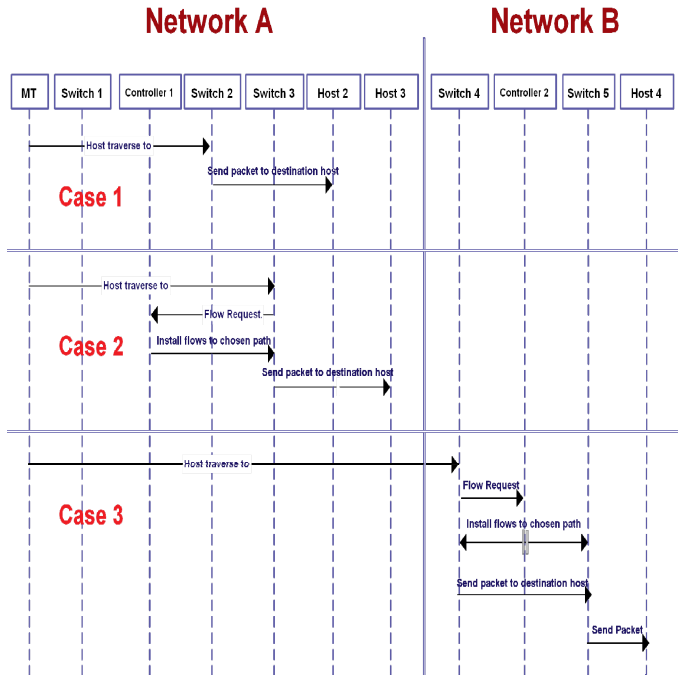 Network A
Network B
MT
Switch 1
Controller 1
Switch 2
Switch 3
Host 2
Host 3
Switch 4
Controller 2
Switch 5
Host 4
Host traverse to
Send packet to destination host
Case 1
Host traverse to
Flow Request.
Install flows to chosen path
Case 2
Send packet to destination host
Host traverse to
Flow Request
Case 3
Install flows to chosen path
Send packet to destination host
Send Packet